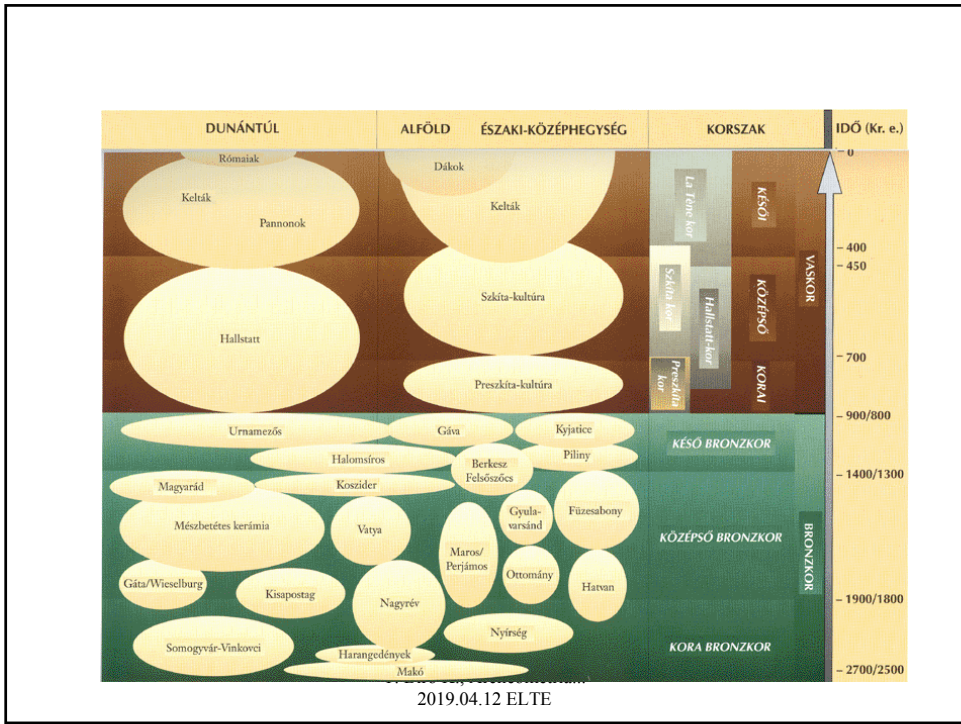 DUNÁNTÚL ALFÖLD ÉSZAKI-KÖZÉPHEGYSÉG KORSZAK IDŐ (Kr. e.)
Rómaiak
Dákok
Kelták
Kelták
Pannonok
La Tène kor
KÉSŐI
0
400
450
Szkíta-kultúra
Szkíta kor
Hallstatt-kor
KÖZÉPSŐ
VASKOR
Hallstatt
700
Preszkíta-kultúra
Preszkíta
kor
KORAI
900/800
Urnamezős
Gáva
Kyjatice
KÉSŐ BRONZKOR
Halomsíros
Berkesz
Felsőszőcs
Piliny
1400/1300
Magyarád
Koszider
Mészbetétes kerámia
Vatya
Gyula-
varsánd
Füzesabony
Maros/
Perjámos
KÖZÉPSŐ BRONZKOR
BRONZKOR
Gáta/Wieselburg
Kisapostag
Nagyrév
Ottomány
Hatvan
1900/1800
Somogyvár-Vinkovci
Nyírség
KORA BRONZKOR
Harangedények
Makó
2700/2500
2019.04.12 ELTE